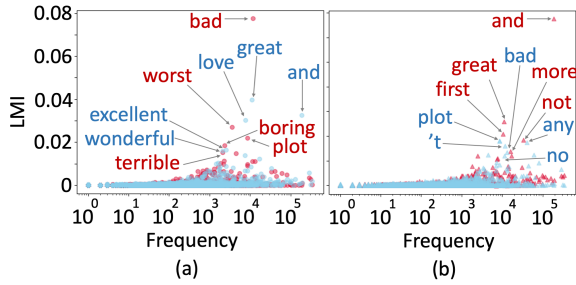 0.08
0.06
0.04
0.02
0
LMI
bad
great
love
and
worst
excellent
wonderful
terrible
boring
plot
10^0 10^1 10^2 10^3 10^4 10^5
Frequency
(a)
and
bad
great
more
first
not
plot
any
't
no
10^0 10^1 10^2 10^3 10^4 10^5
Frequency
(b)